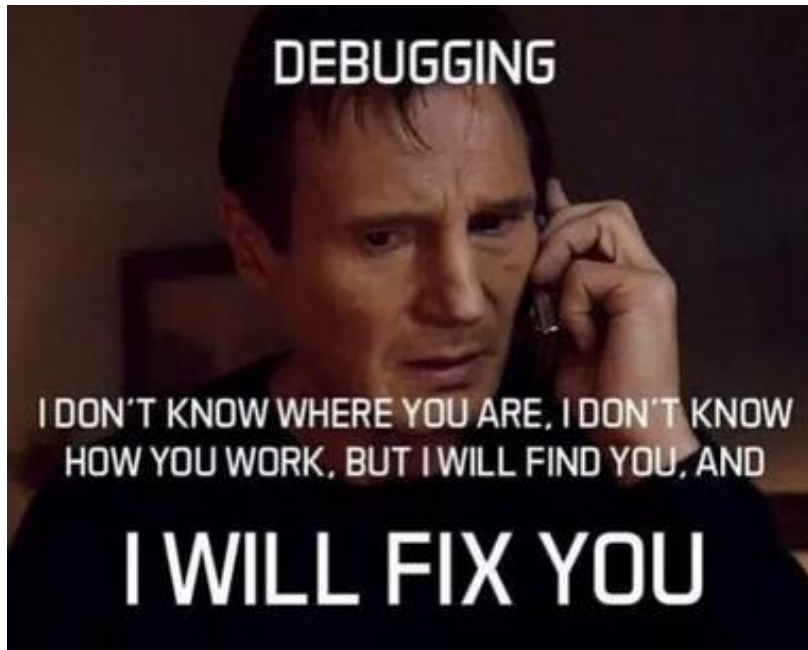 DEBUGGING
I DON'T KNOW WHERE YOU ARE, I DON'T KNOW
HOW YOU WORK, BUT I WILL FIND YOU, AND
I WILL FIX YOU